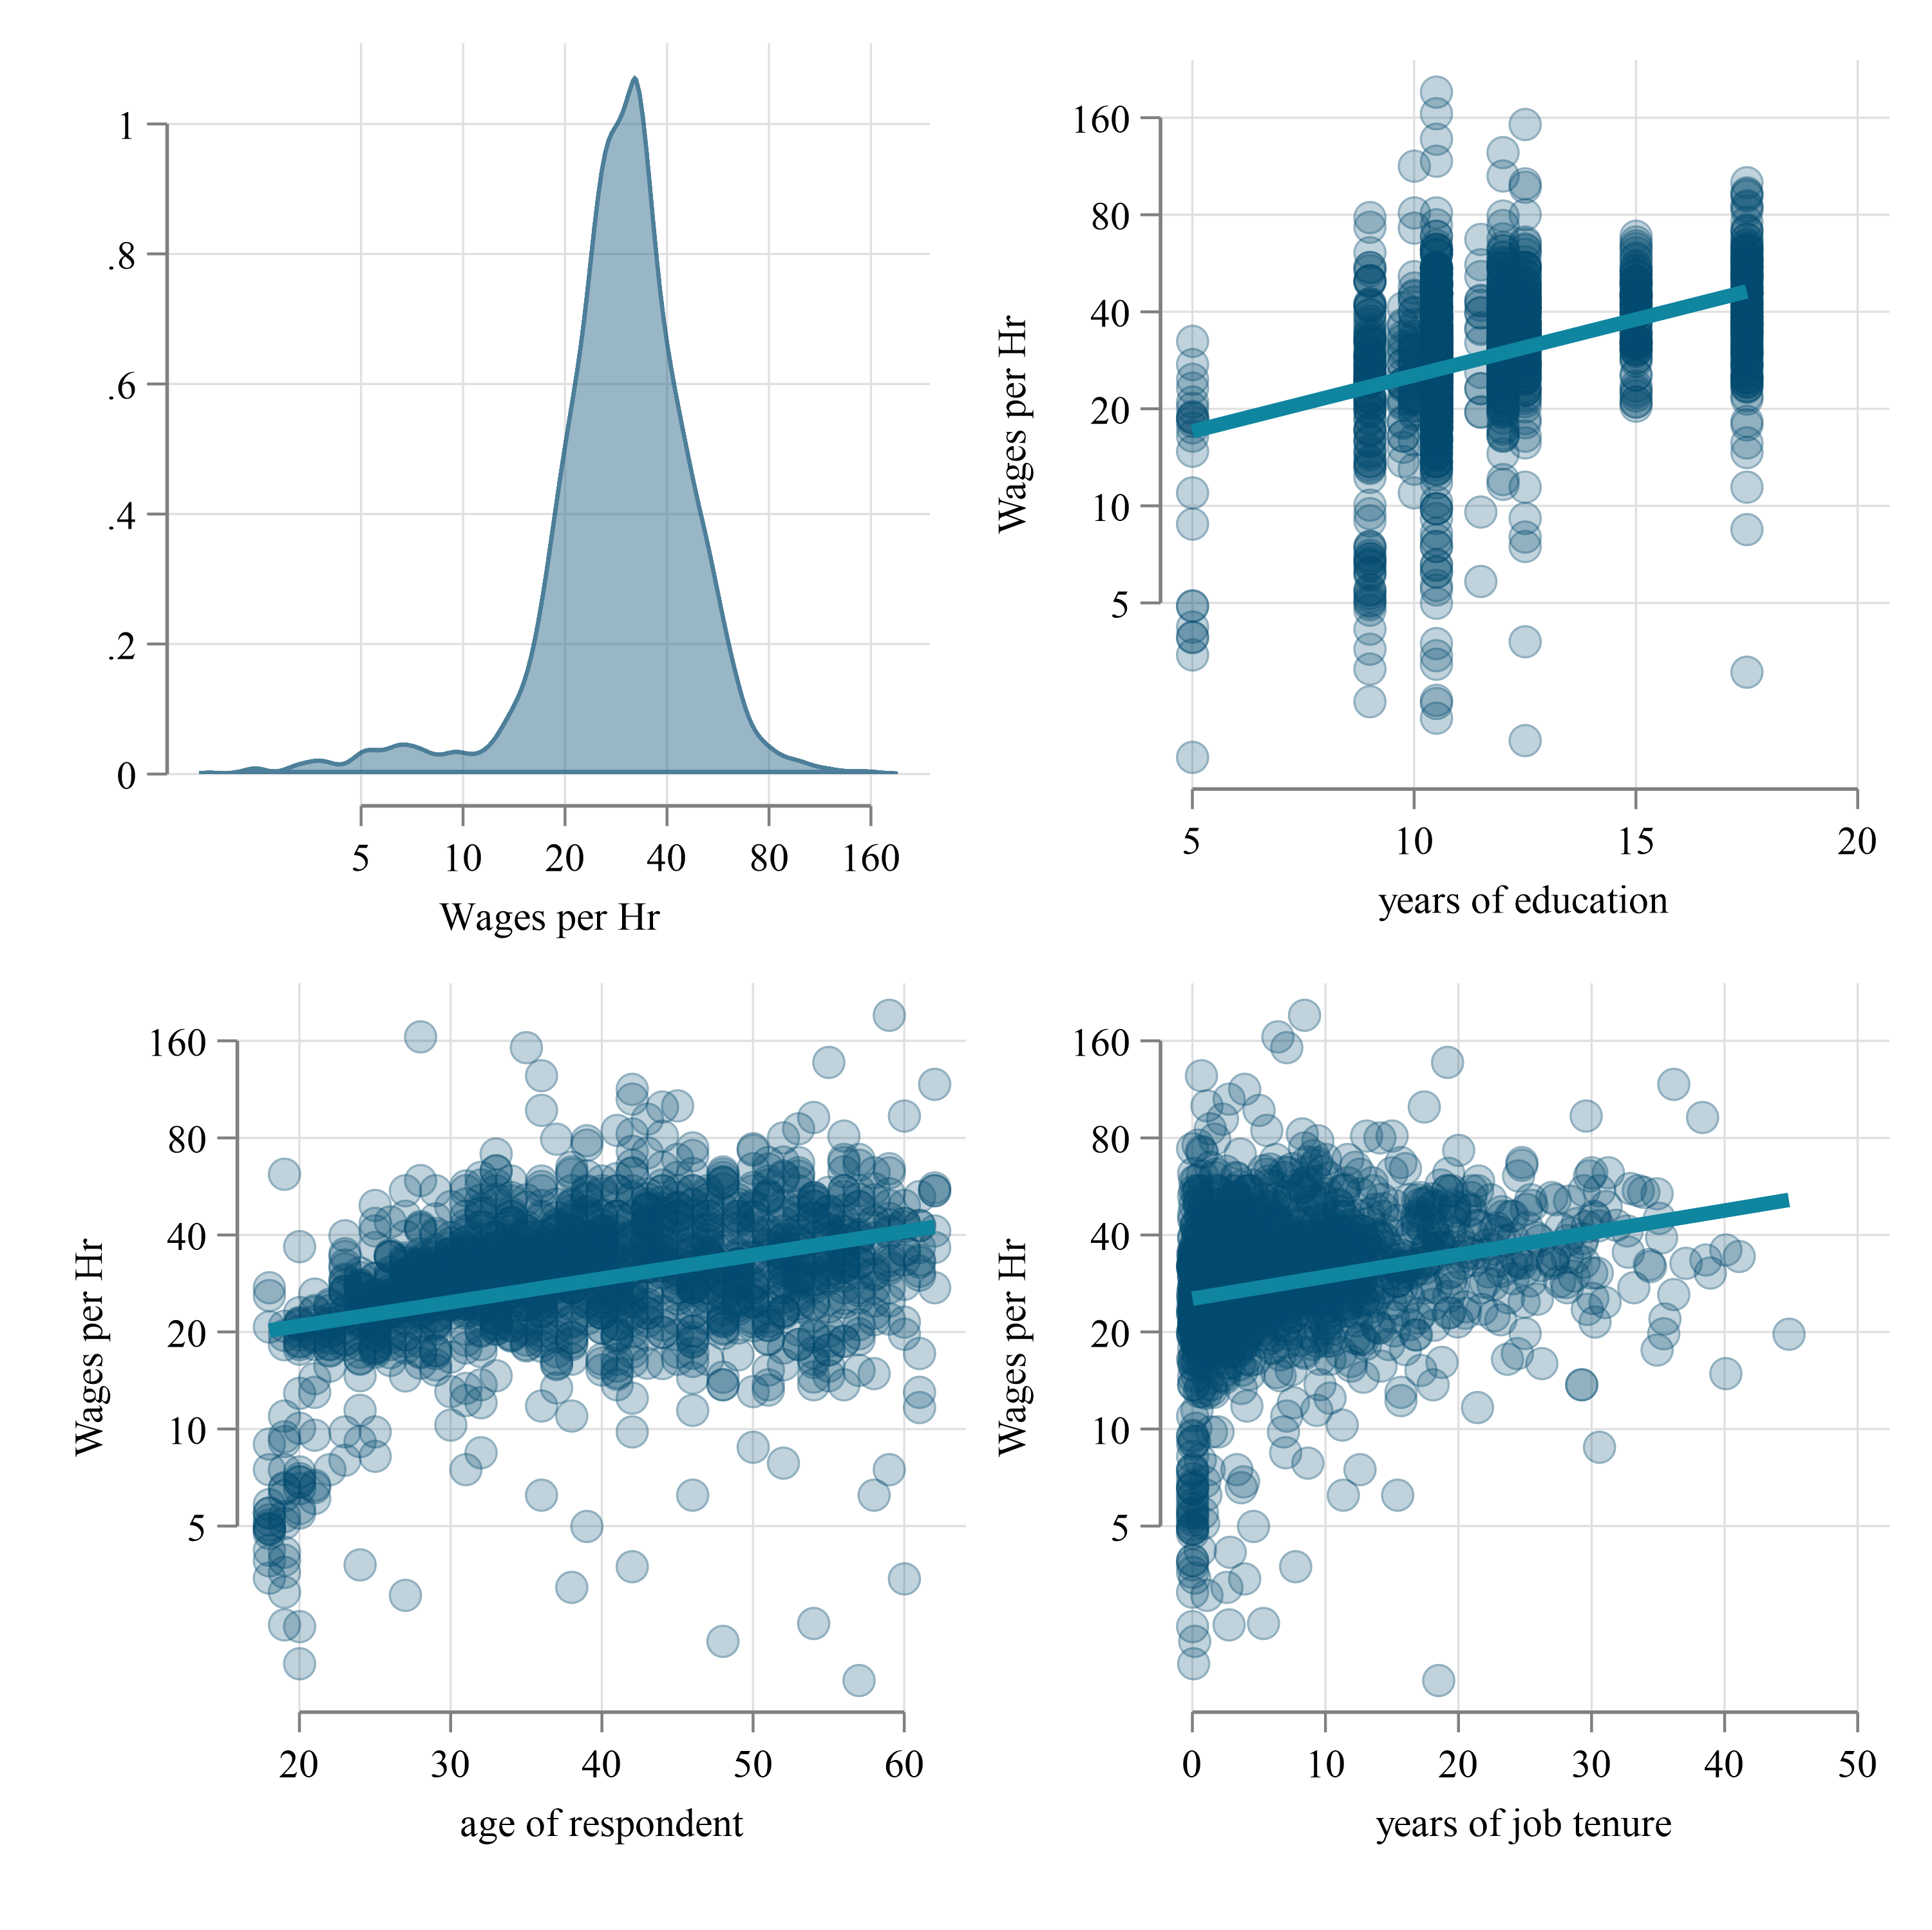 1
.8
.6
.4
.2
0
5 10 20 40 80 160
Wages per Hr
160
80
40
20
10
5
Wages per Hr
5 10 15 20
years of education
160
80
40
20
10
5
Wages per Hr
20 30 40 50 60
age of respondent
160
80
40
20
10
5
Wages per Hr
0 10 20 30 40 50
years of job tenure